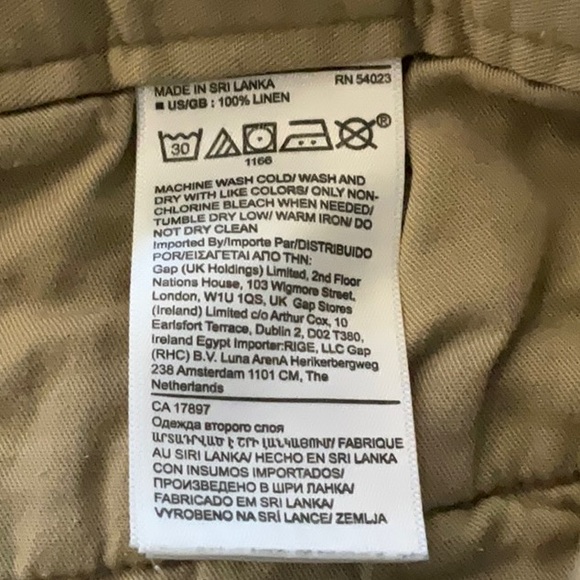 MADE IN SRI LANKA RN 54023
■ US/GB : 100% LINEN
30
®
1166
MACHINE WASH COLD/ WASH AND
DRY WITH LIKE COLORS/ ONLY NON-
CHLORINE BLEACH WHEN NEEDED/
TUMBLE DRY LOW/ WARM IRON/ DO
NOT DRY CLEAN
Imported By/Importe Par/DISTRIBUIDO
POR/ΕΙΣΑΓΕΤΑΙ ΑΠΟ ΤΗΝ:
Gap (UK Holdings) Limited, 2nd Floor
Nations House, 103 Wigmore Street,
London, W1U 1QS, UK Gap Stores
(Ireland) Limited c/o Arthur Cox, 10
Earlsfort Terrace, Dublin 2, D02 T380,
Ireland Egypt Importer:RIGE, LLC Gap
(RHC) B.V. Luna ArenA Herikerbergweg
238 Amsterdam 1101 CM, The
Netherlands
CA 17897
Одежда второго слоя
ԱՐՏԱԴՐՎԱԾ Է ՇՐԻ ԼԱՆԿԱՅՈՒՄ/ FABRIQUE
AU SIRI LANKA/ HECHO EN SRI LANKA
CON INSUMOS IMPORTADOS/
ПРОИЗВЕДЕНО В ШРИ ЛАНКА/
FABRICADO EM SRI LANKA/
VYROBENO NA SRÍ LANCE/ ZEMLJA